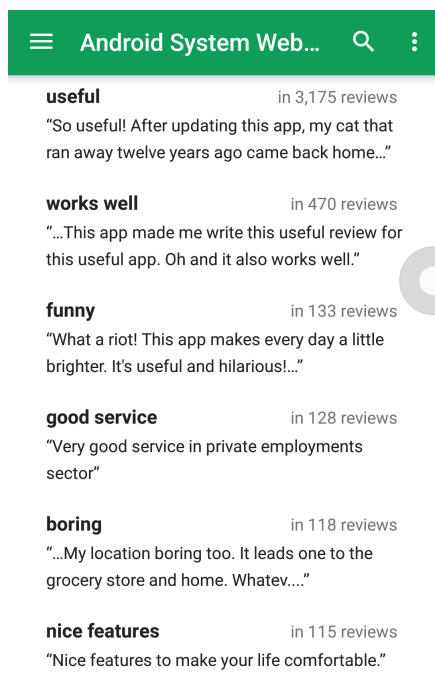 Android System Web...
useful in 3,175 reviews
“So useful! After updating this app, my cat that
ran away twelve years ago came back home…”
works well in 470 reviews
“…This app made me write this useful review for
this useful app. Oh and it also works well.”
funny in 133 reviews
“What a riot! This app makes every day a little
brighter. It's useful and hilarious!…”
good service in 128 reviews
“Very good service in private employments
sector”
boring in 118 reviews
“…My location boring too. It leads one to the
grocery store and home. Whatev....”
nice features in 115 reviews
“Nice features to make your life comfortable.”